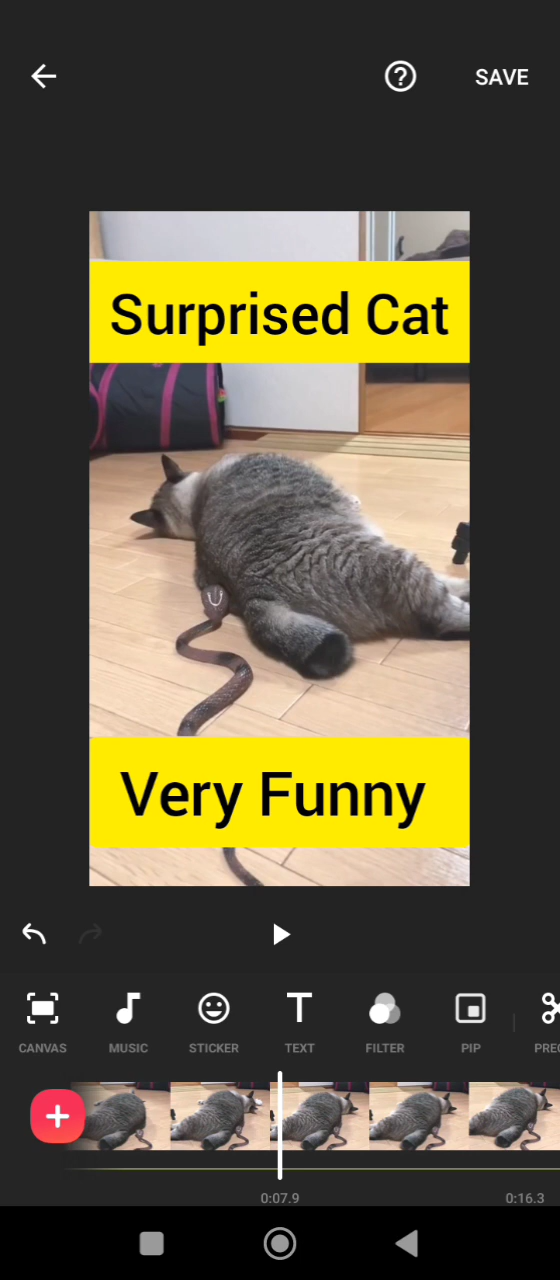 SAVE
Surprised Cat
Very Funny
CANVAS MUSIC STICKER TEXT FILTER PIP
0:07.9 0:16.3